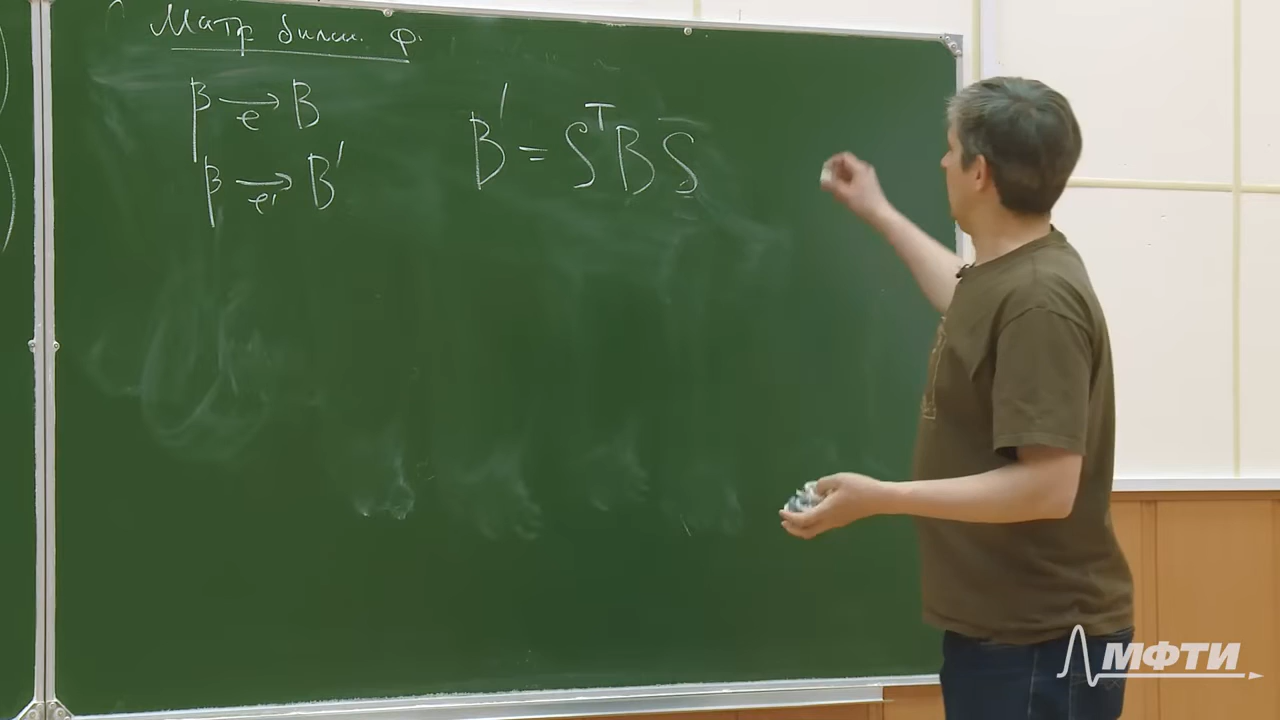 Матр билин. ф.
β →e B
β →e' B'
B' = Sᵀ B S̅
МФТИ